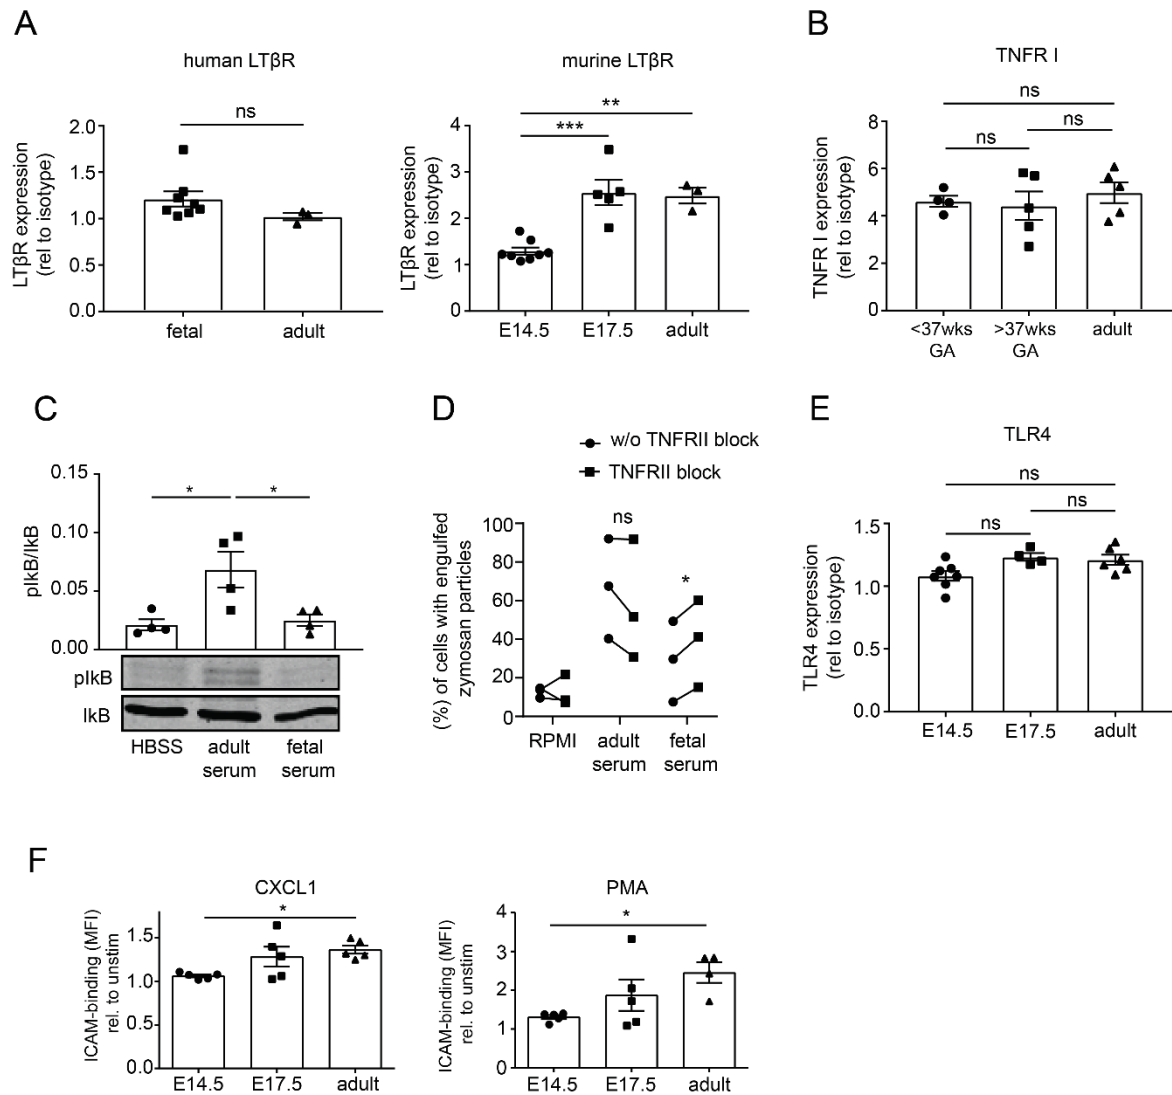 A
human LTβR
ns
LTβR expression
(rel to isotype)
2.0
1.5
1.0
0.5
0.0
fetal
adult
murine LTβR
**
***
LTβR expression
(rel to isotype)
4
3
2
1
0
E14.5
E17.5
adult
B
TNFR I
ns
ns
ns
TNFR I expression
(rel to isotype)
8
6
4
2
0
<37wks
GA
>37wks
GA
adult
C
pIkB/IkB
0.15
0.10
0.05
0.00
*
*
pIkB
IkB
HBSS
adult
serum
fetal
serum
D
w/o TNFRII block
TNFRII block
(%) of cells with engulfed
zymosan particles
100
80
60
40
20
0
ns
*
RPMI
adult
serum
fetal
serum
E
TLR4
ns
ns
ns
TLR4 expression
(rel to isotype)
1.5
1.0
0.5
0.0
E14.5
E17.5
adult
F
CXCL1
*
ICAM-binding (MFI)
rel. to unstim
1.5
1.0
0.5
0.0
E14.5
E17.5
adult
PMA
*
ICAM-binding (MFI)
rel. to unstim
4
3
2
1
0
E14.5
E17.5
adult